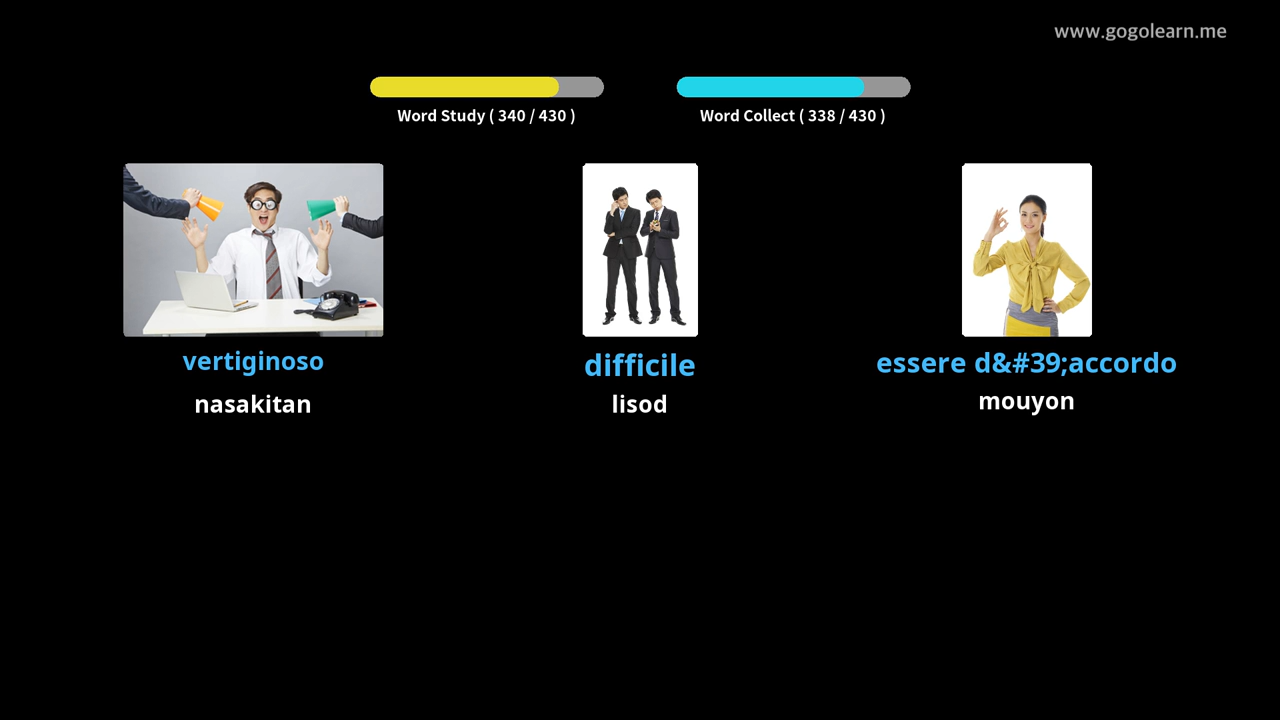 www.gogolearn.me
Word Study ( 340 / 430 )
Word Collect ( 338 / 430 )
vertiginoso
nasakitan
difficile
lisod
essere d&#39;accordo
mouyon